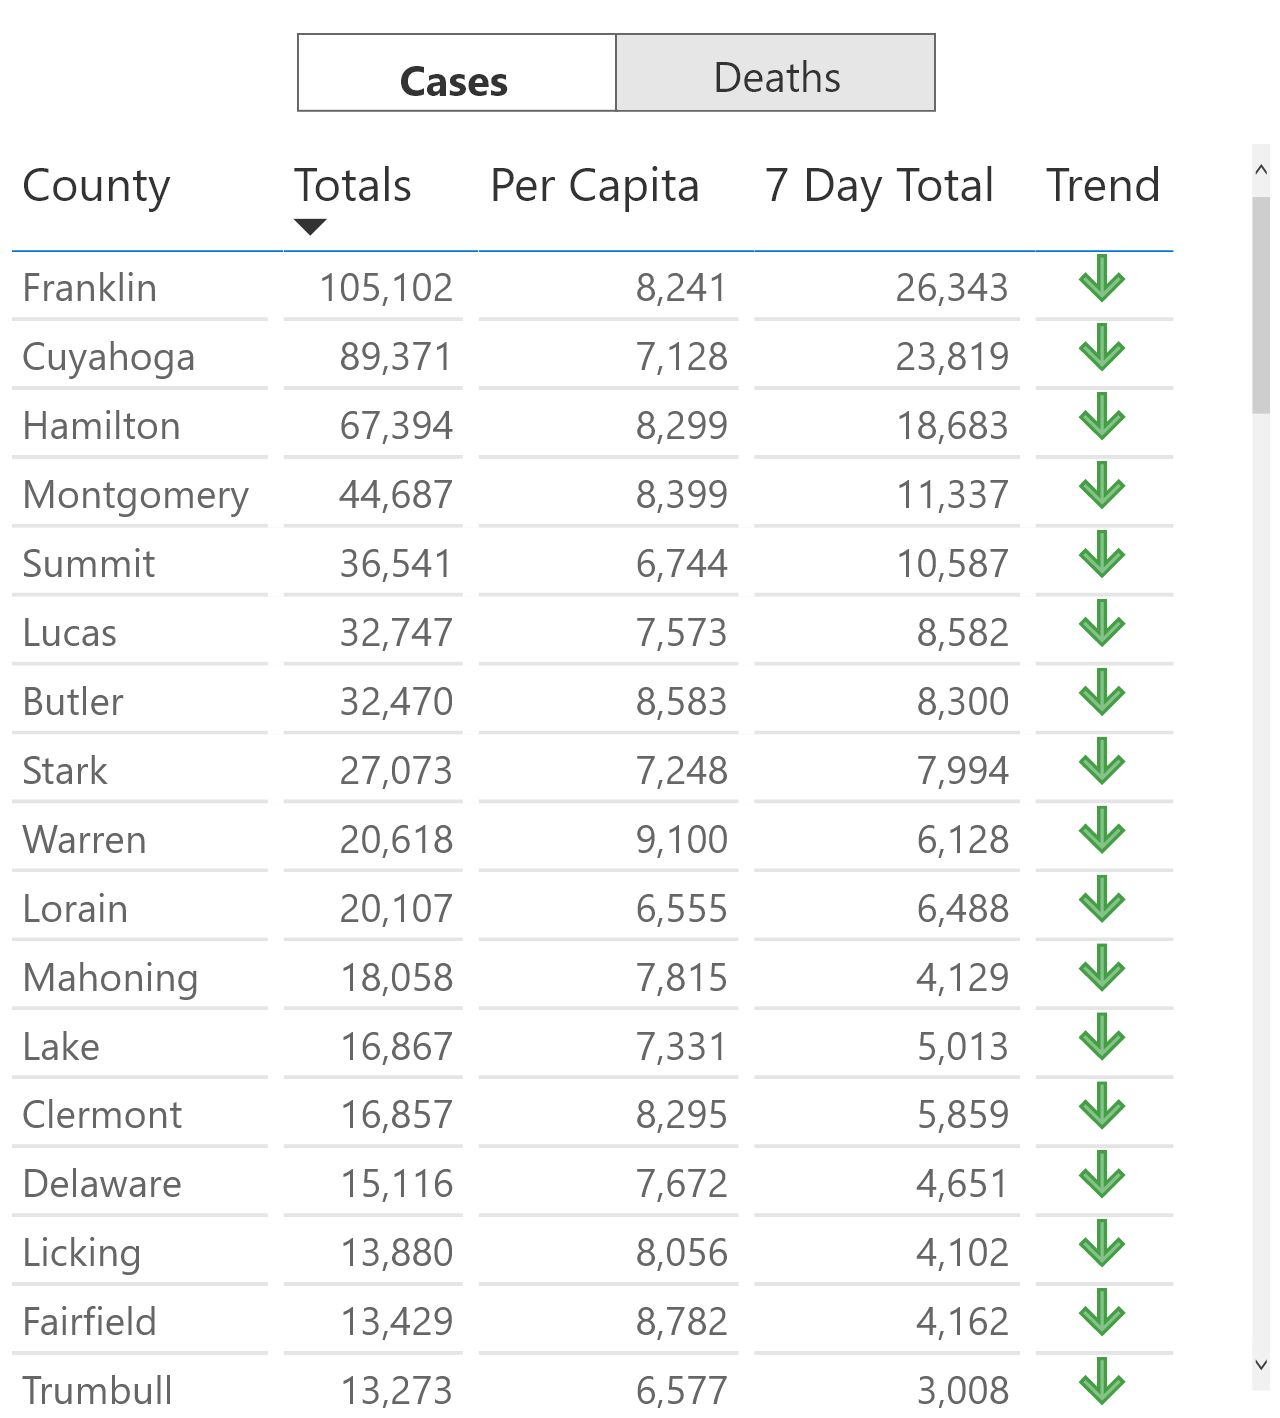 Cases Deaths
County Totals Per Capita 7 Day Total Trend
Franklin 105,102 8,241 26,343
Cuyahoga 89,371 7,128 23,819
Hamilton 67,394 8,299 18,683
Montgomery 44,687 8,399 11,337
Summit 36,541 6,744 10,587
Lucas 32,747 7,573 8,582
Butler 32,470 8,583 8,300
Stark 27,073 7,248 7,994
Warren 20,618 9,100 6,128
Lorain 20,107 6,555 6,488
Mahoning 18,058 7,815 4,129
Lake 16,867 7,331 5,013
Clermont 16,857 8,295 5,859
Delaware 15,116 7,672 4,651
Licking 13,880 8,056 4,102
Fairfield 13,429 8,782 4,162
Trumbull 13,273 6,577 3,008